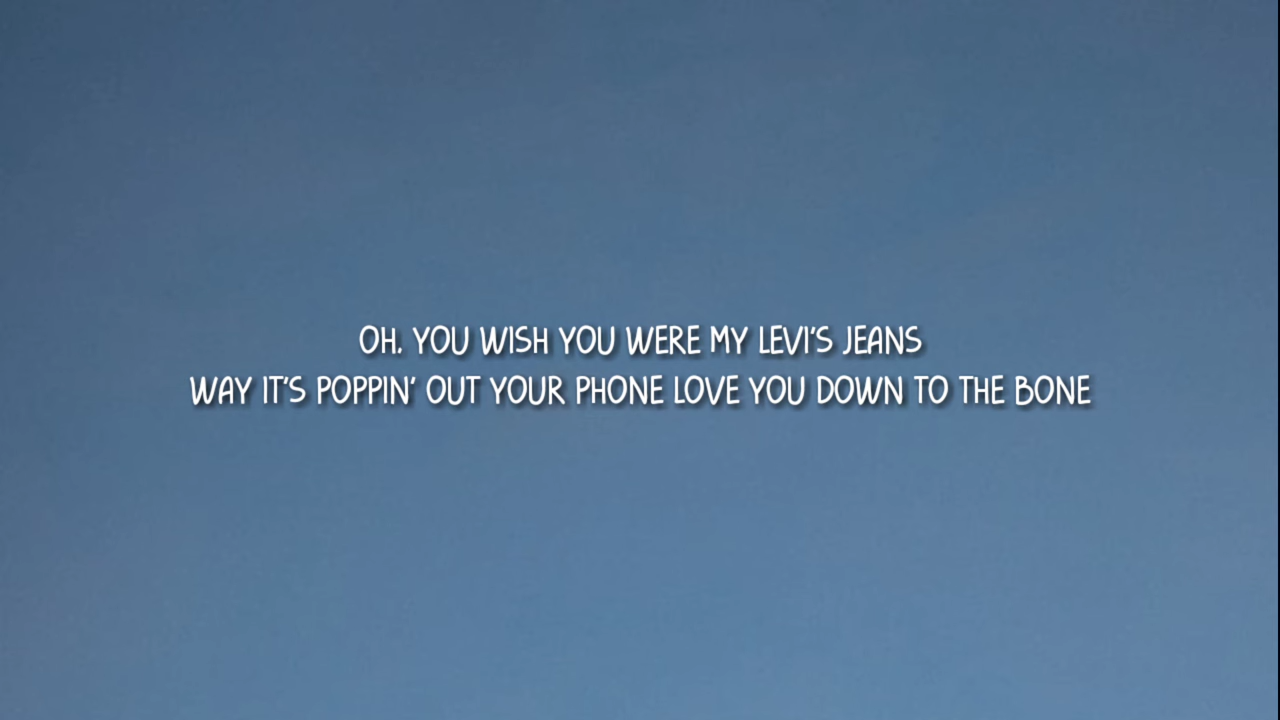 OH, YOU WISH YOU WERE MY LEVI'S JEANS
WAY IT'S POPPIN' OUT YOUR PHONE LOVE YOU DOWN TO THE BONE